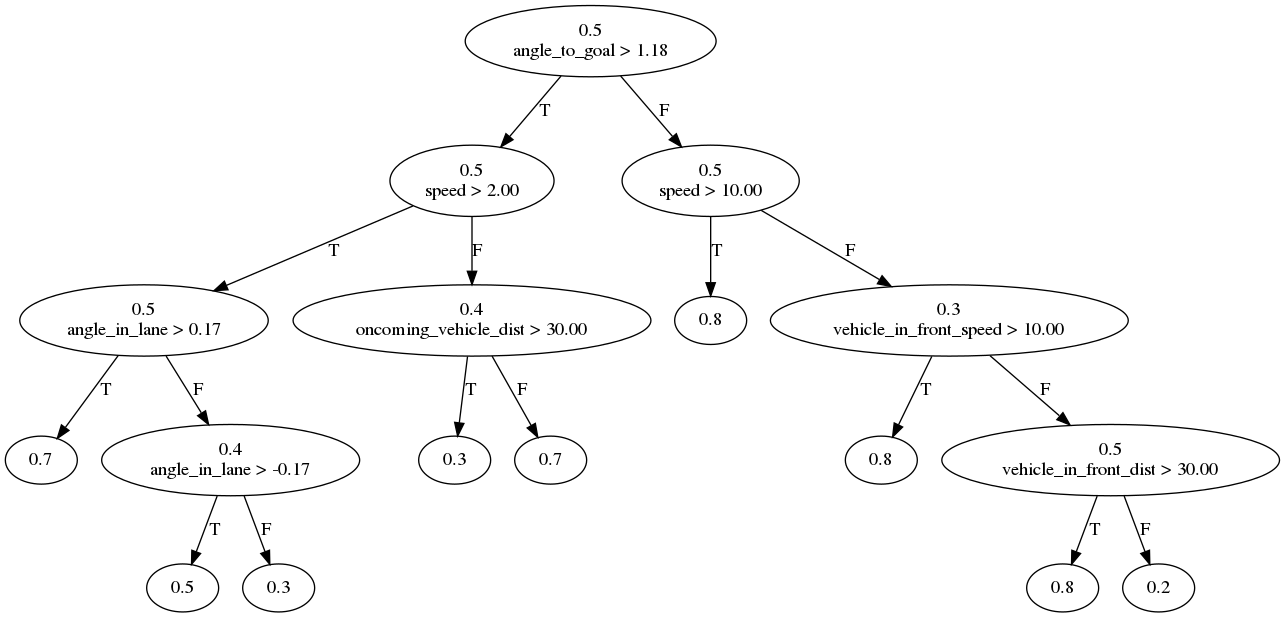 0.5
angle_to_goal > 1.18
T
F
0.5
speed > 2.00
0.5
speed > 10.00
T
F
T
F
0.5
angle_in_lane > 0.17
0.4
oncoming_vehicle_dist > 30.00
0.8
0.3
vehicle_in_front_speed > 10.00
T
F
T
F
T
F
0.7
0.4
angle_in_lane > -0.17
0.3
0.7
0.8
0.5
vehicle_in_front_dist > 30.00
T
F
T
F
0.5
0.3
0.8
0.2